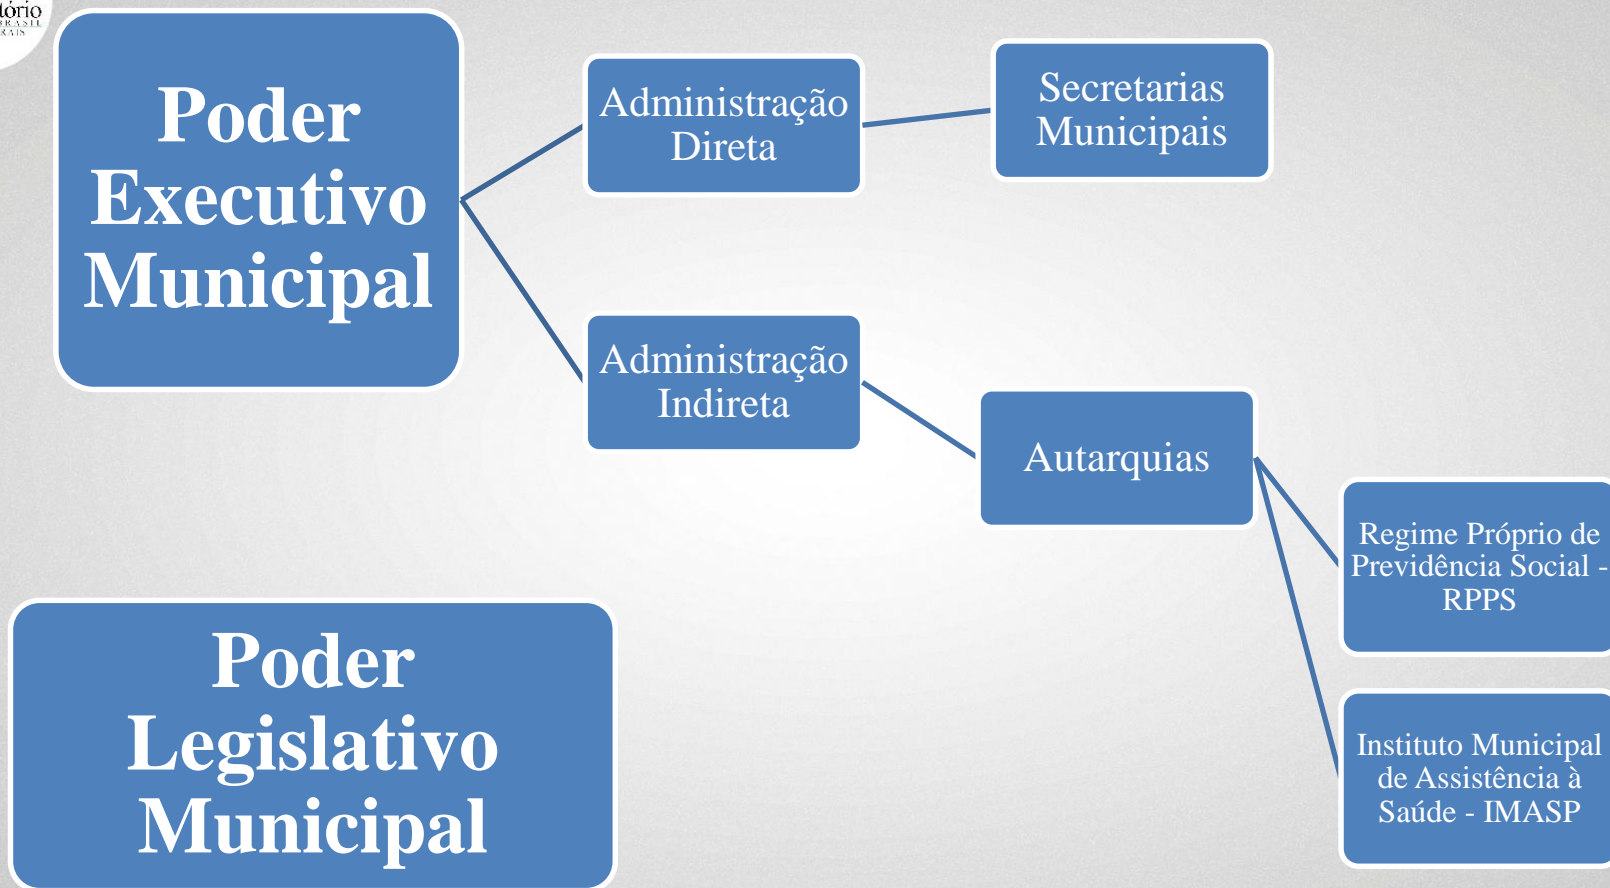 Poder
Executivo
Municipal
Administração
Direta
Secretarias
Municipais
Administração
Indireta
Autarquias
Regime Próprio de
Previdência Social -
RPPS
Instituto Municipal
de Assistência à
Saúde - IMASP
Poder
Legislativo
Municipal